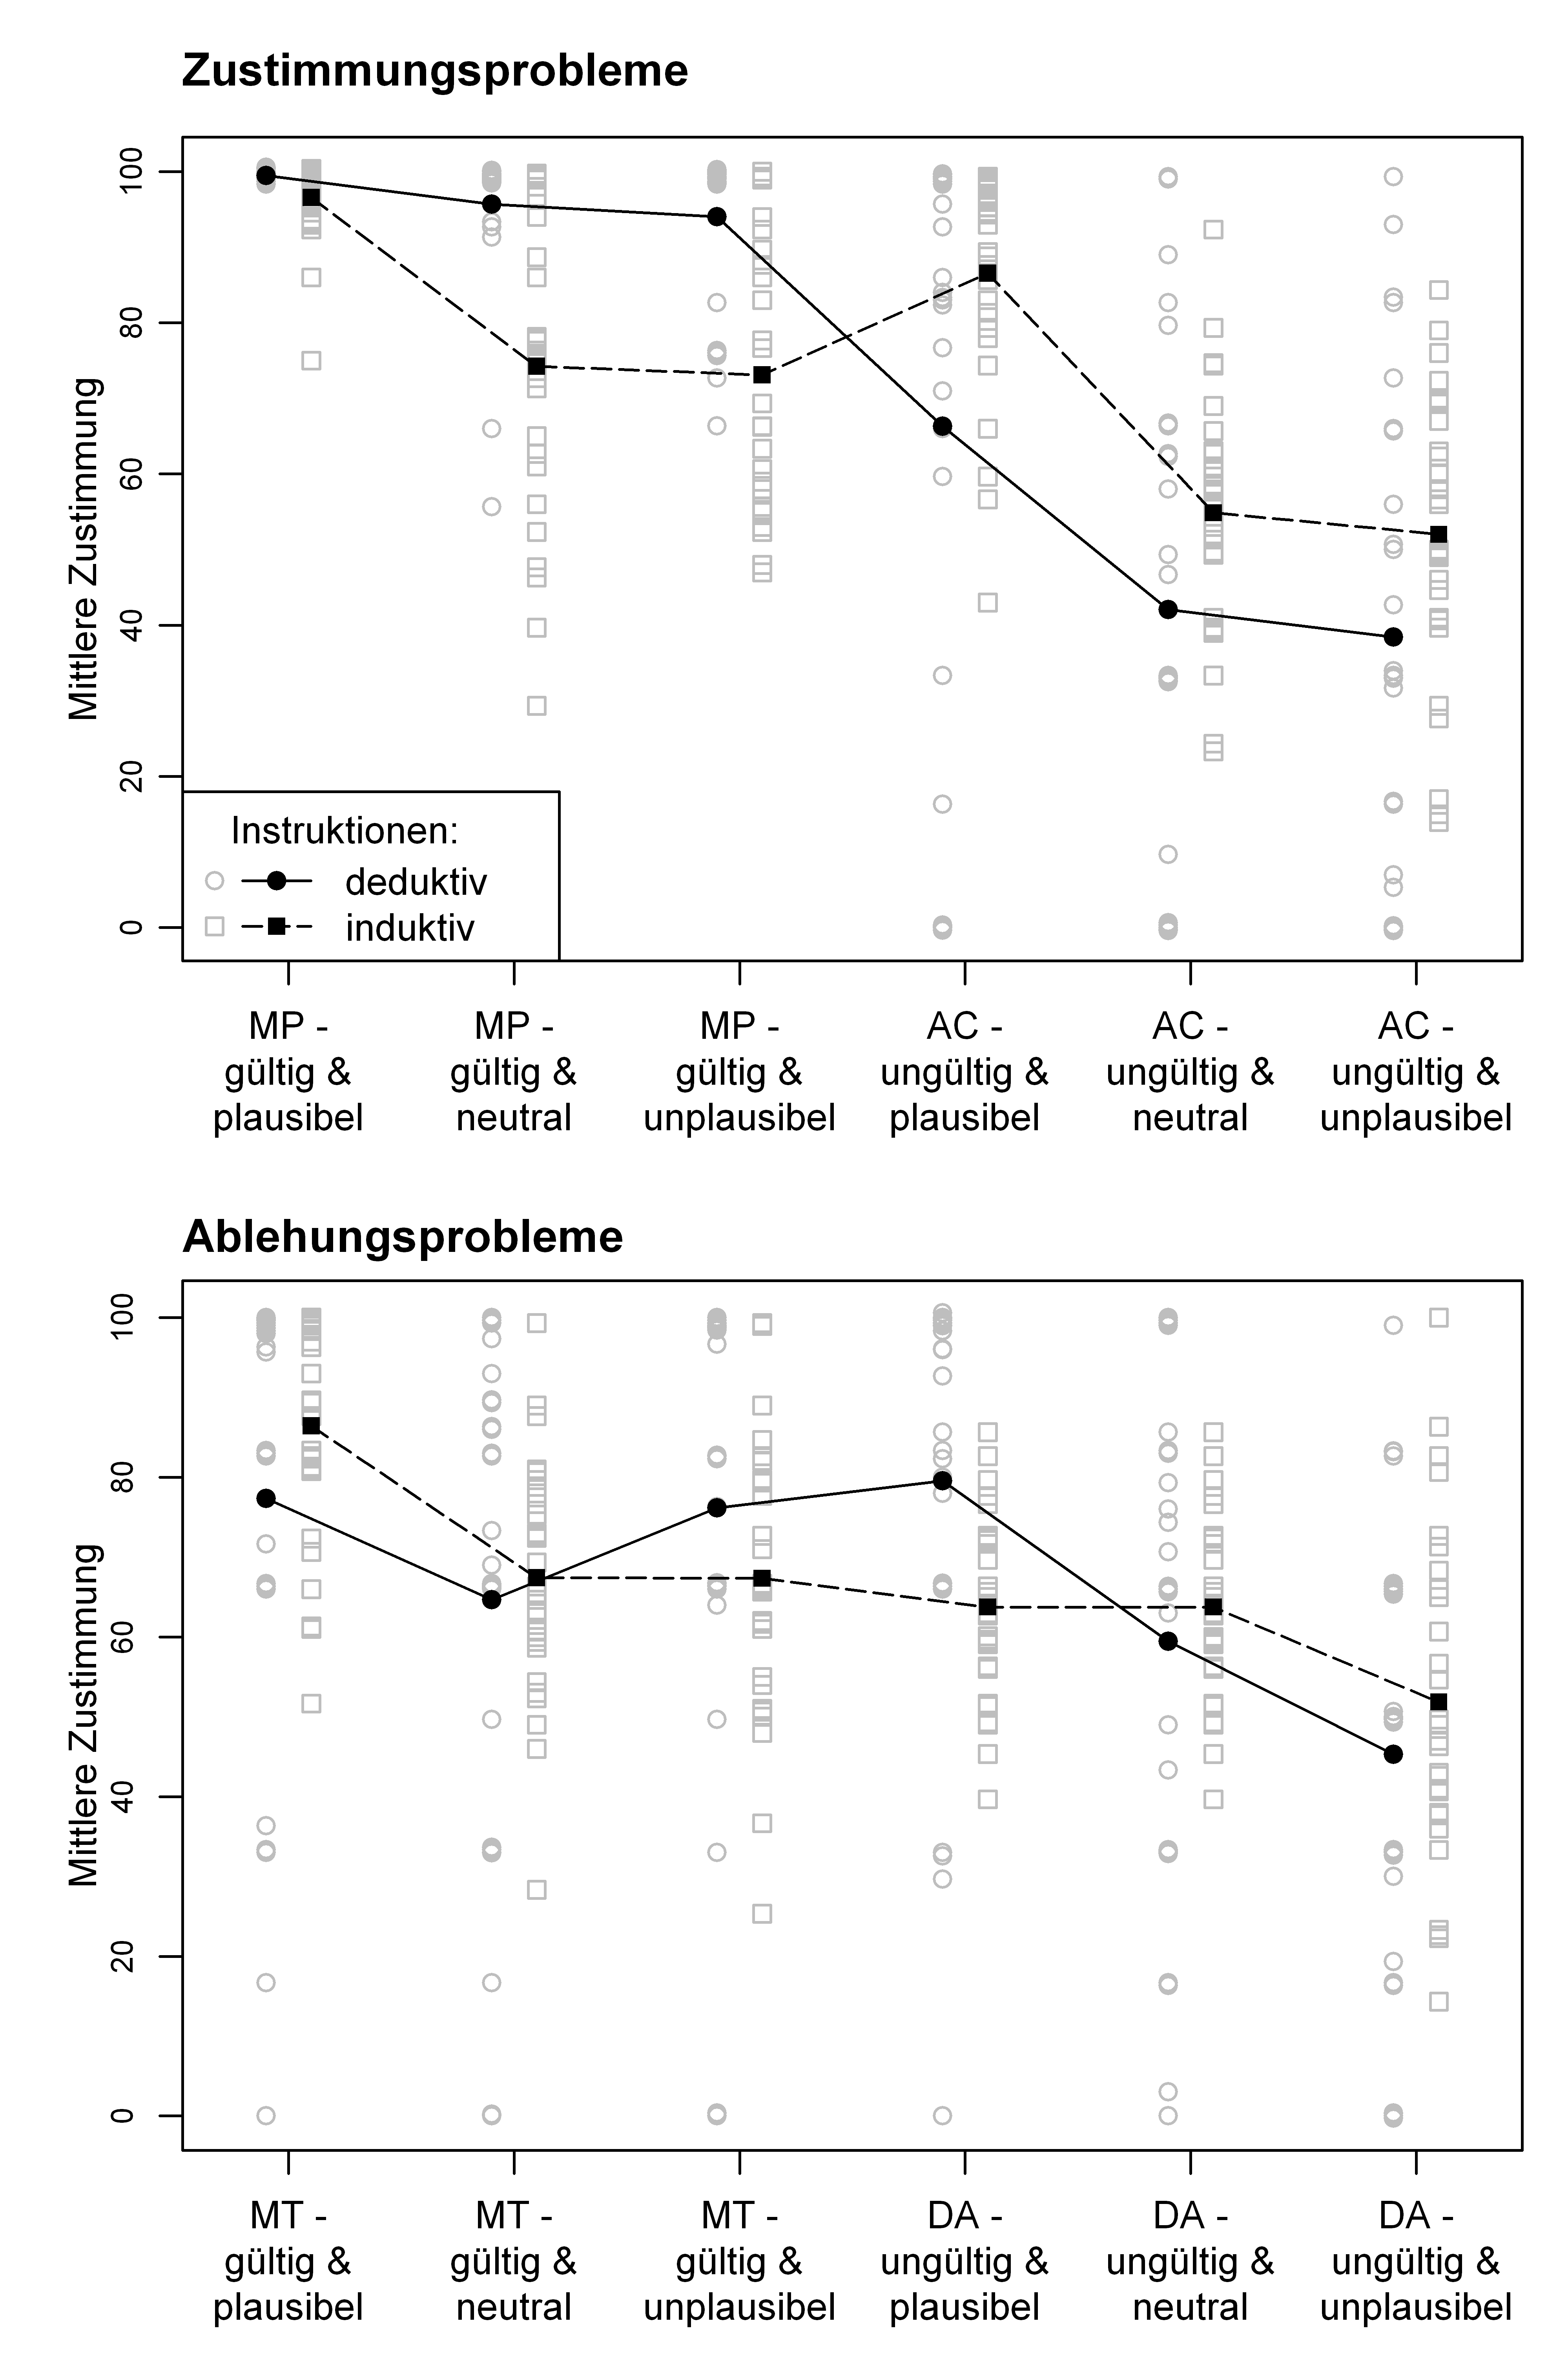 Zustimmungsprobleme
Mittlere Zustimmung
100
80
60
40
20
0
Instruktionen:
deduktiv
induktiv
MP -
gültig &
plausibel
MP -
gültig &
neutral
MP -
gültig &
unplausibel
AC -
ungültig &
plausibel
AC -
ungültig &
neutral
AC -
ungültig &
unplausibel
Ablehungsprobleme
Mittlere Zustimmung
100
80
60
40
20
0
MT -
gültig &
plausibel
MT -
gültig &
neutral
MT -
gültig &
unplausibel
DA -
ungültig &
plausibel
DA -
ungültig &
neutral
DA -
ungültig &
unplausibel